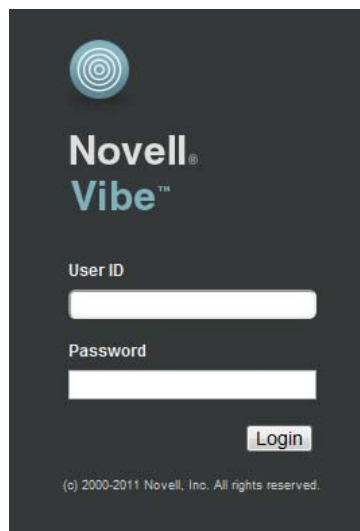 Novell®
Vibe™
User ID
Password
Login
(c) 2000-2011 Novell, Inc. All rights reserved.